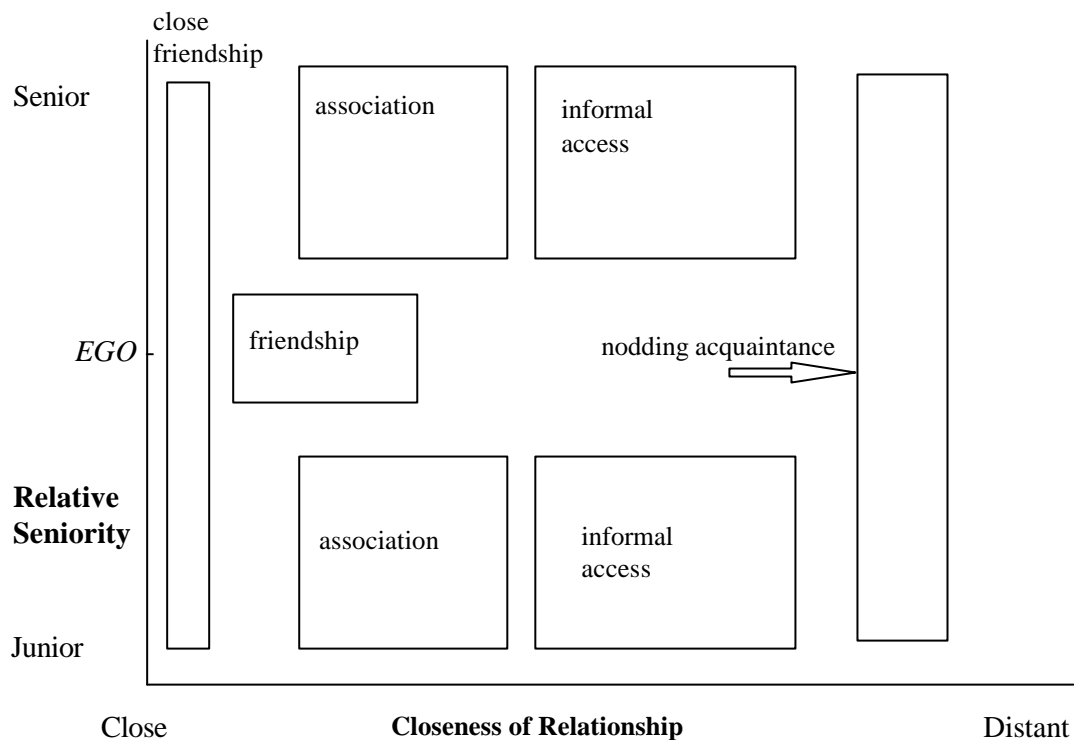 close
friendship
Senior
association
informal
access
EGO
friendship
nodding acquaintance
Relative
Seniority
association
informal
access
Junior
Close
Closeness of Relationship
Distant